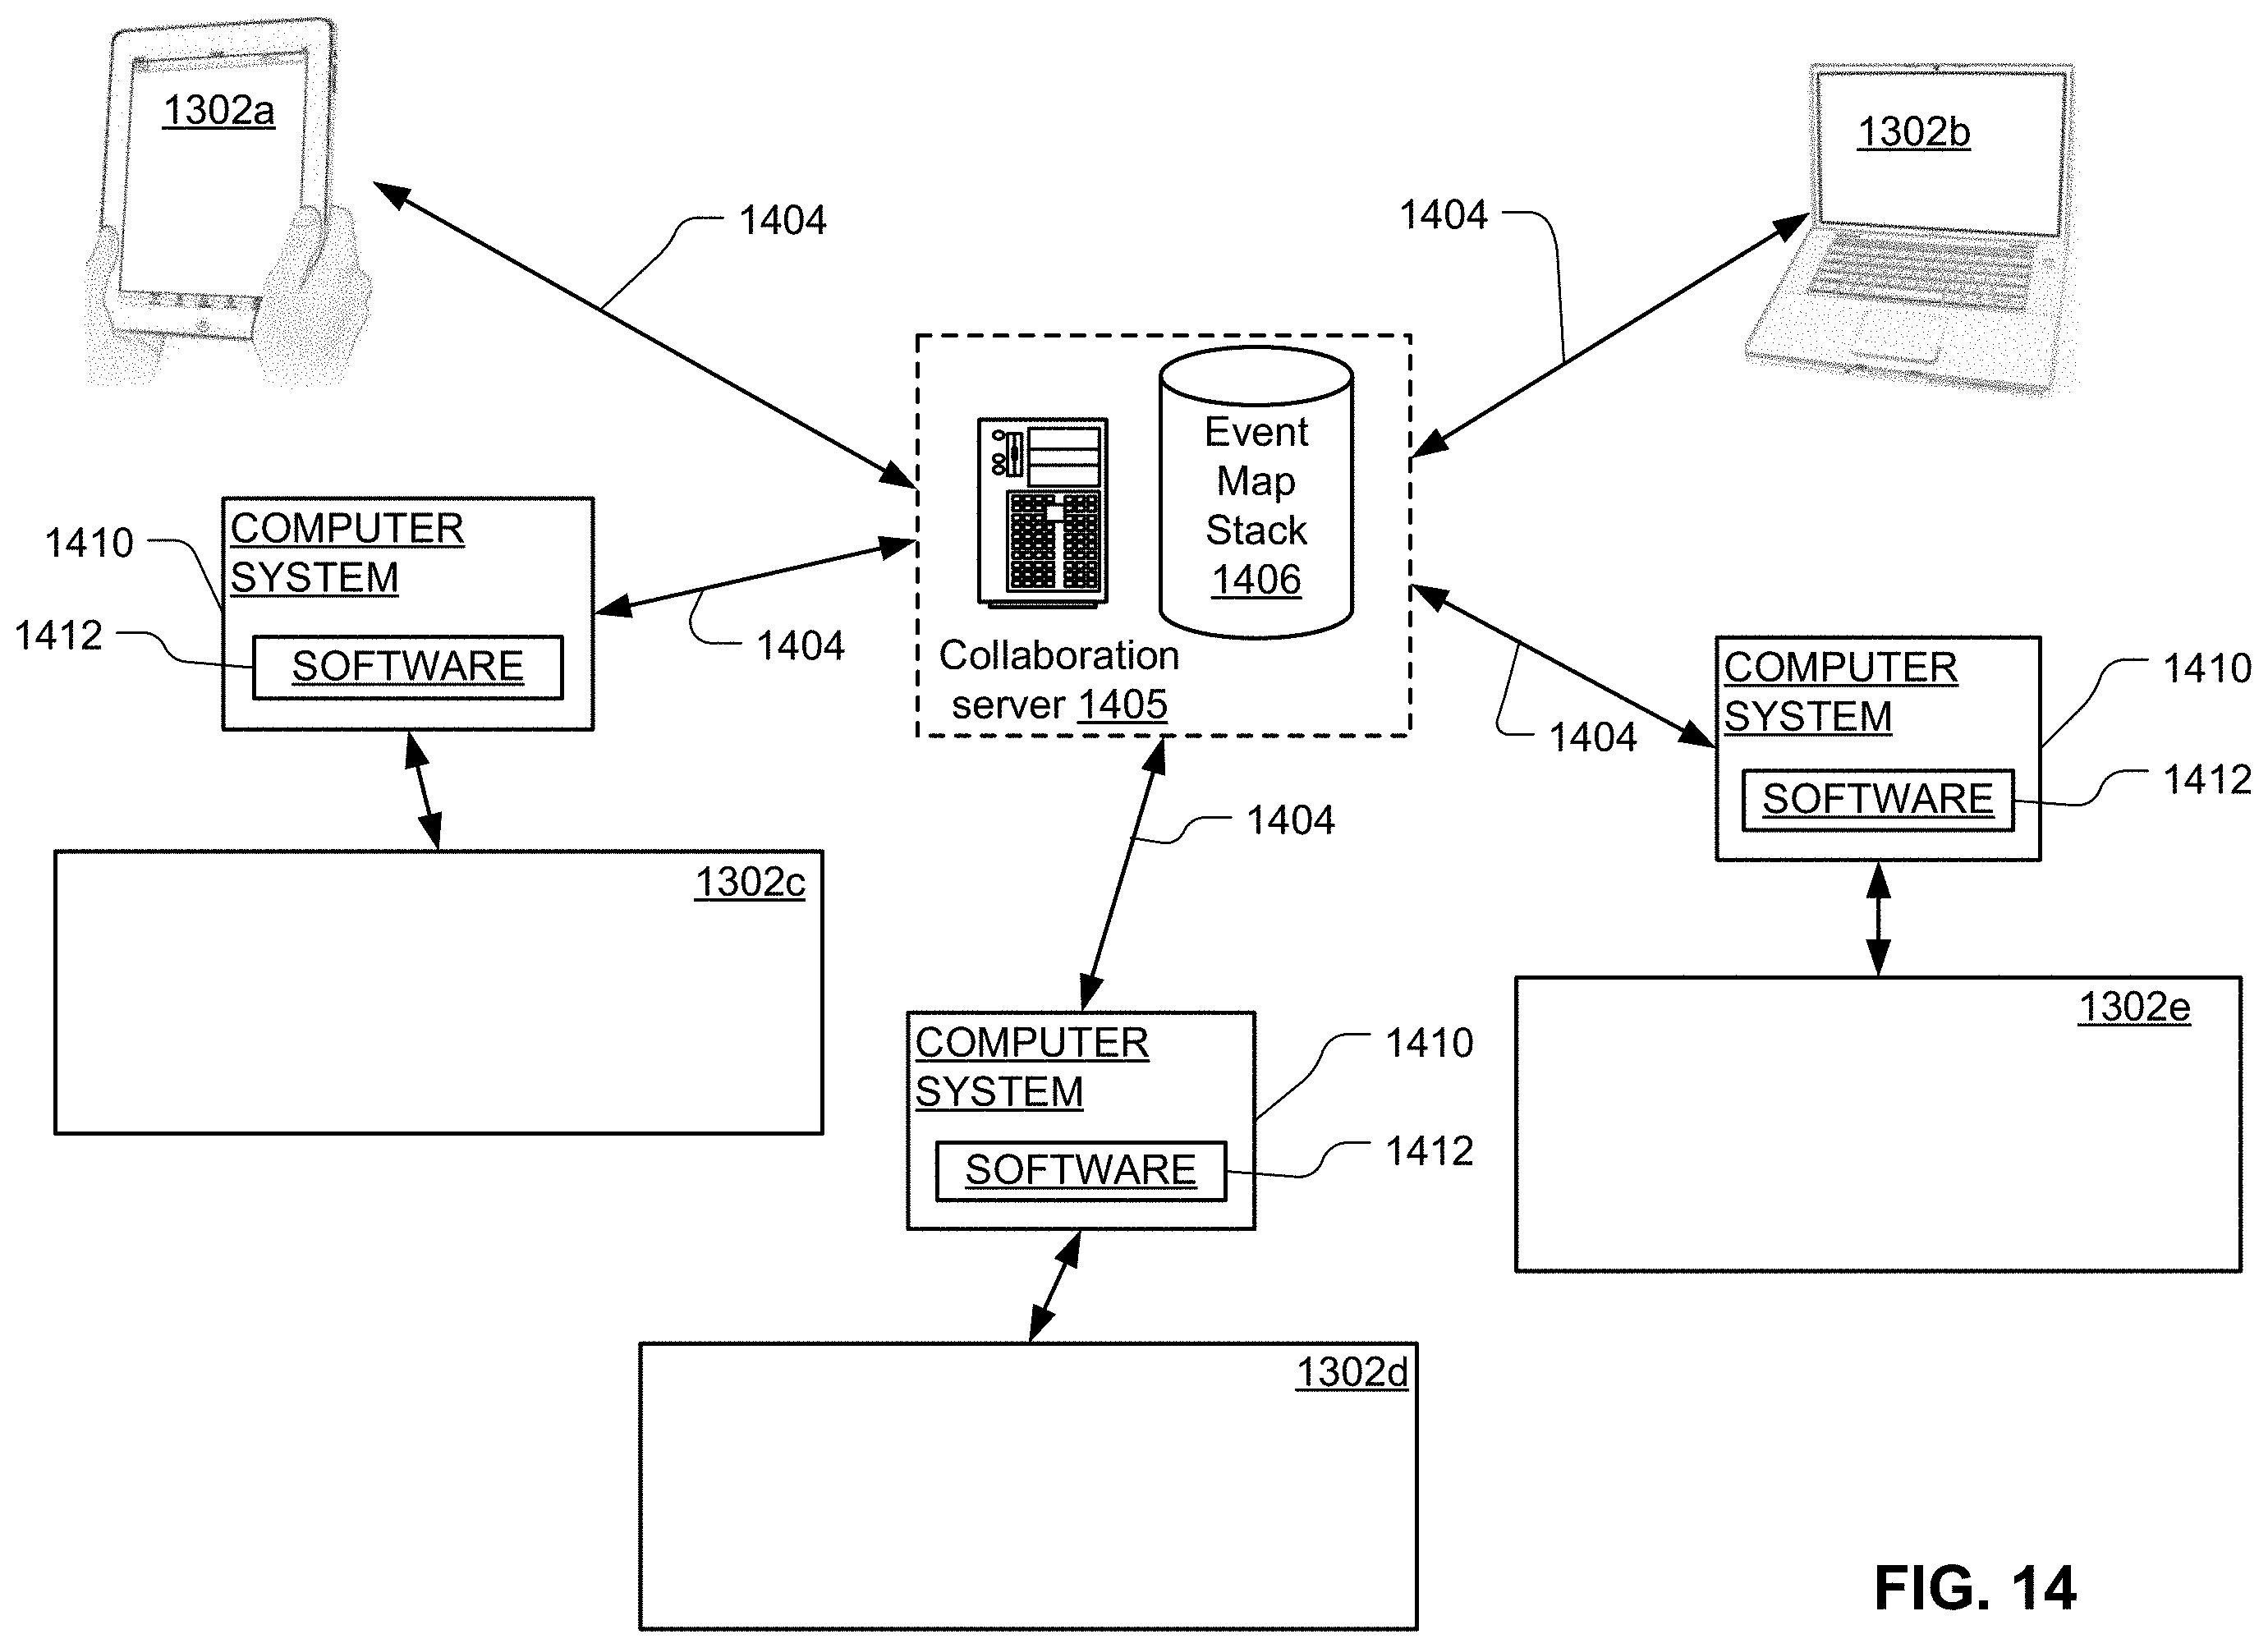 1302a
1302b
1404
1404
Event
Map
Stack
1406
COMPUTER
SYSTEM
1410
1412
SOFTWARE
1404
Collaboration
server 1405
1404
COMPUTER
SYSTEM
1410
SOFTWARE
1412
1404
1302c
1302e
COMPUTER
SYSTEM
1410
SOFTWARE
1412
1302d
FIG. 14